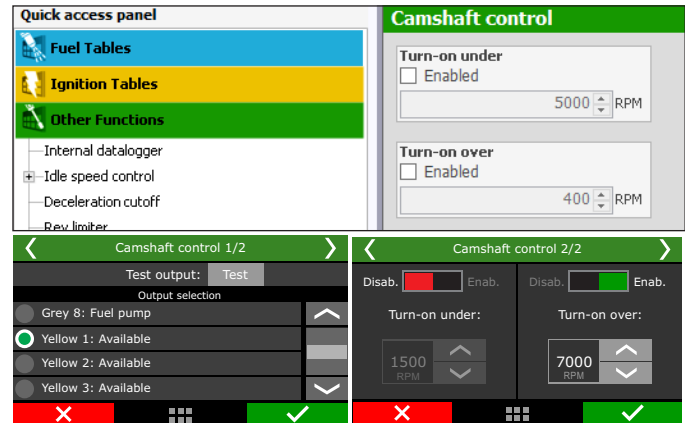 Quick access panel
Fuel Tables
Ignition Tables
Other Functions
Internal datalogger
Idle speed control
Deceleration cutoff
Rev limiter
Camshaft control
Turn-on under
Enabled
5000 RPM
Turn-on over
Enabled
400 RPM
Camshaft control 1/2
Test output: Test
Output selection
Grey 8: Fuel pump
Yellow 1: Available
Yellow 2: Available
Yellow 3: Available
Camshaft control 2/2
Disab. Enab. Disab. Enab.
Turn-on under: Turn-on over:
1500 7000
RPM RPM